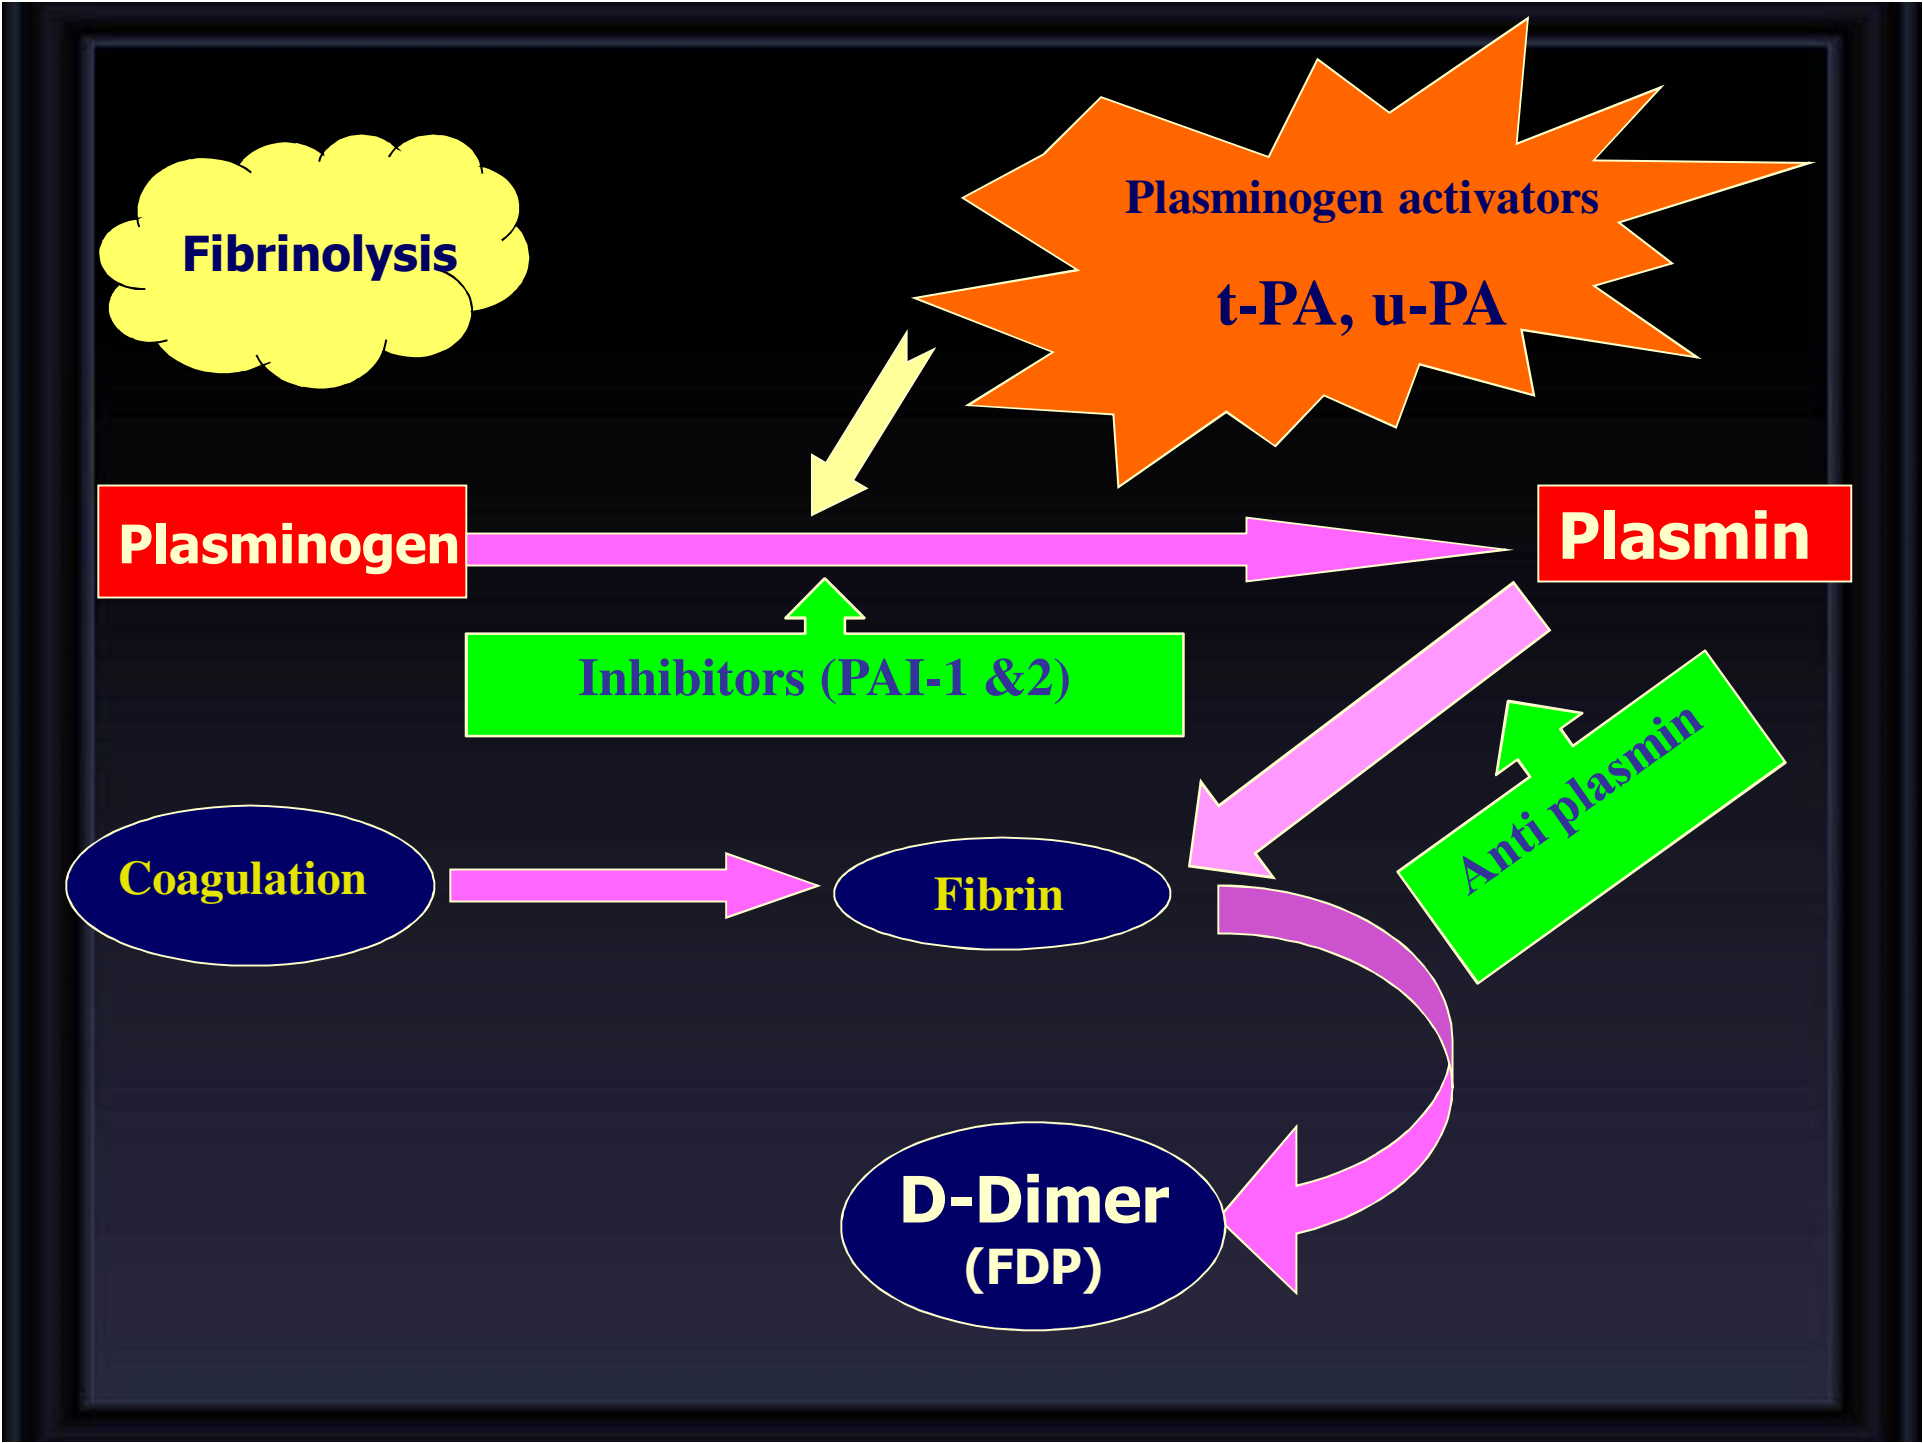 Fibrinolysis
Plasminogen activators
t-PA, u-PA
Plasminogen
Plasmin
Inhibitors (PAI-1 &2)
Anti plasmin
Coagulation
Fibrin
D-Dimer
(FDP)